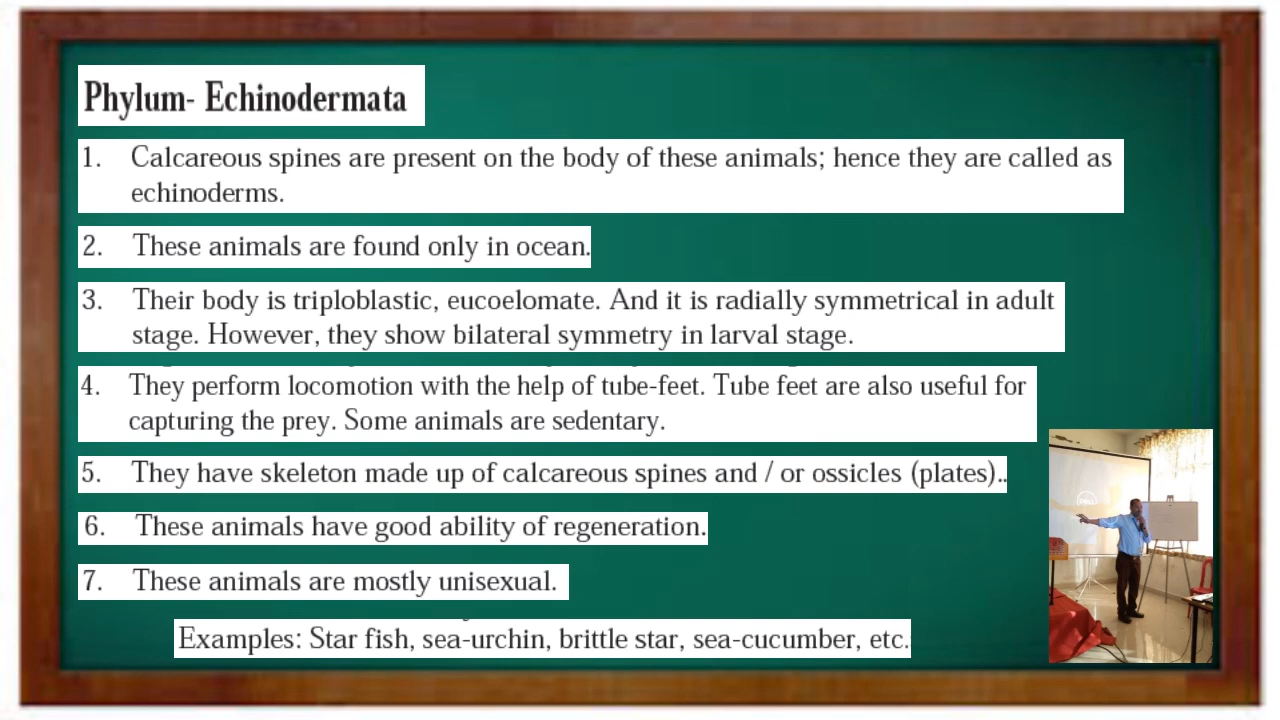 Phylum- Echinodermata
1. Calcareous spines are present on the body of these animals; hence they are called as
echinoderms.
2. These animals are found only in ocean.
3. Their body is triploblastic, eucoelomate. And it is radially symmetrical in adult
stage. However, they show bilateral symmetry in larval stage.
4. They perform locomotion with the help of tube-feet. Tube feet are also useful for
capturing the prey. Some animals are sedentary.
5. They have skeleton made up of calcareous spines and / or ossicles (plates)..
6. These animals have good ability of regeneration.
7. These animals are mostly unisexual.
Examples: Star fish, sea-urchin, brittle star, sea-cucumber, etc.